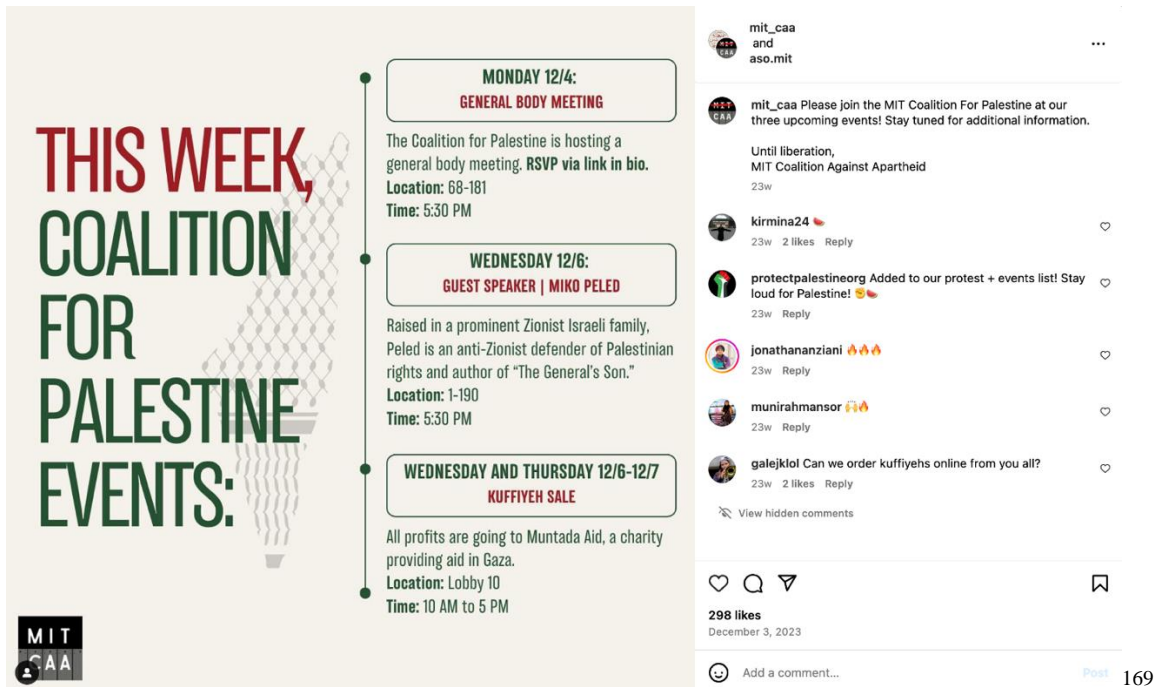 THIS WEEK,
COALITION
FOR
PALESTINE
EVENTS:
MIT
CAA
MONDAY 12/4:
GENERAL BODY MEETING
The Coalition for Palestine is hosting a
general body meeting. RSVP via link in bio.
Location: 68-181
Time: 5:30 PM
WEDNESDAY 12/6:
GUEST SPEAKER | MIKO PELED
Raised in a prominent Zionist Israeli family,
Peled is an anti-Zionist defender of Palestinian
rights and author of “The General’s Son.”
Location: 1-190
Time: 5:30 PM
WEDNESDAY AND THURSDAY 12/6-12/7
KUFFIYEH SALE
All profits are going to Muntada Aid, a charity
providing aid in Gaza.
Location: Lobby 10
Time: 10 AM to 5 PM
MIT
CAA
mit_caa
and
aso.mit
MIT
CAA
mit_caa Please join the MIT Coalition For Palestine at our
three upcoming events! Stay tuned for additional information.
Until liberation,
MIT Coalition Against Apartheid
23w
kirmina24 🍉
23w 2 likes Reply
protectpalestineorg Added to our protest + events list! Stay
loud for Palestine! ✊🍉
23w Reply
jonathananziani 🔥🔥🔥
23w Reply
munirahmansor 🙌🔥
23w Reply
galejklol Can we order kuffiyehs online from you all?
23w 2 likes Reply
View hidden comments
298 likes
December 3, 2023
Add a comment...
Post
169